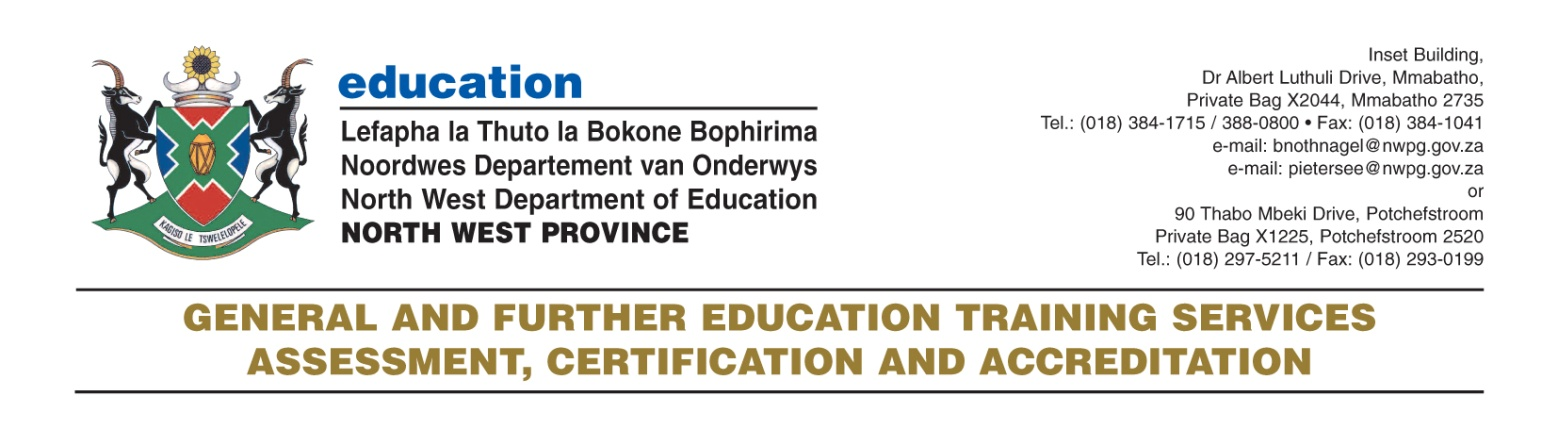 KAGISO LE TSWELELOPELE
education
Lefapha la Thuto la Bokone Bophirima
Noordwes Departement van Onderwys
North West Department of Education
NORTH WEST PROVINCE
Inset Building,
Dr Albert Luthuli Drive, Mmabatho,
Private Bag X2044, Mmabatho 2735
Tel.: (018) 384-1715 / 388-0800 • Fax: (018) 384-1041
e-mail: bnothnagel@nwpg.gov.za
e-mail: pietersee@nwpg.gov.za
or
90 Thabo Mbeki Drive, Potchefstroom
Private Bag X1225, Potchefstroom 2520
Tel.: (018) 297-5211 / Fax: (018) 293-0199
GENERAL AND FURTHER EDUCATION TRAINING SERVICES
ASSESSMENT, CERTIFICATION AND ACCREDITATION